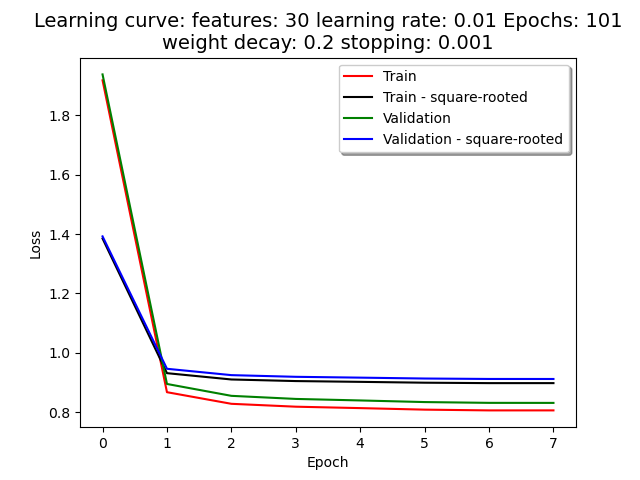 Learning curve: features: 30 learning rate: 0.01 Epochs: 101
weight decay: 0.2 stopping: 0.001
Train
Train - square-rooted
Validation
Validation - square-rooted
Loss
1.8
1.6
1.4
1.2
1.0
0.8
0 1 2 3 4 5 6 7
Epoch